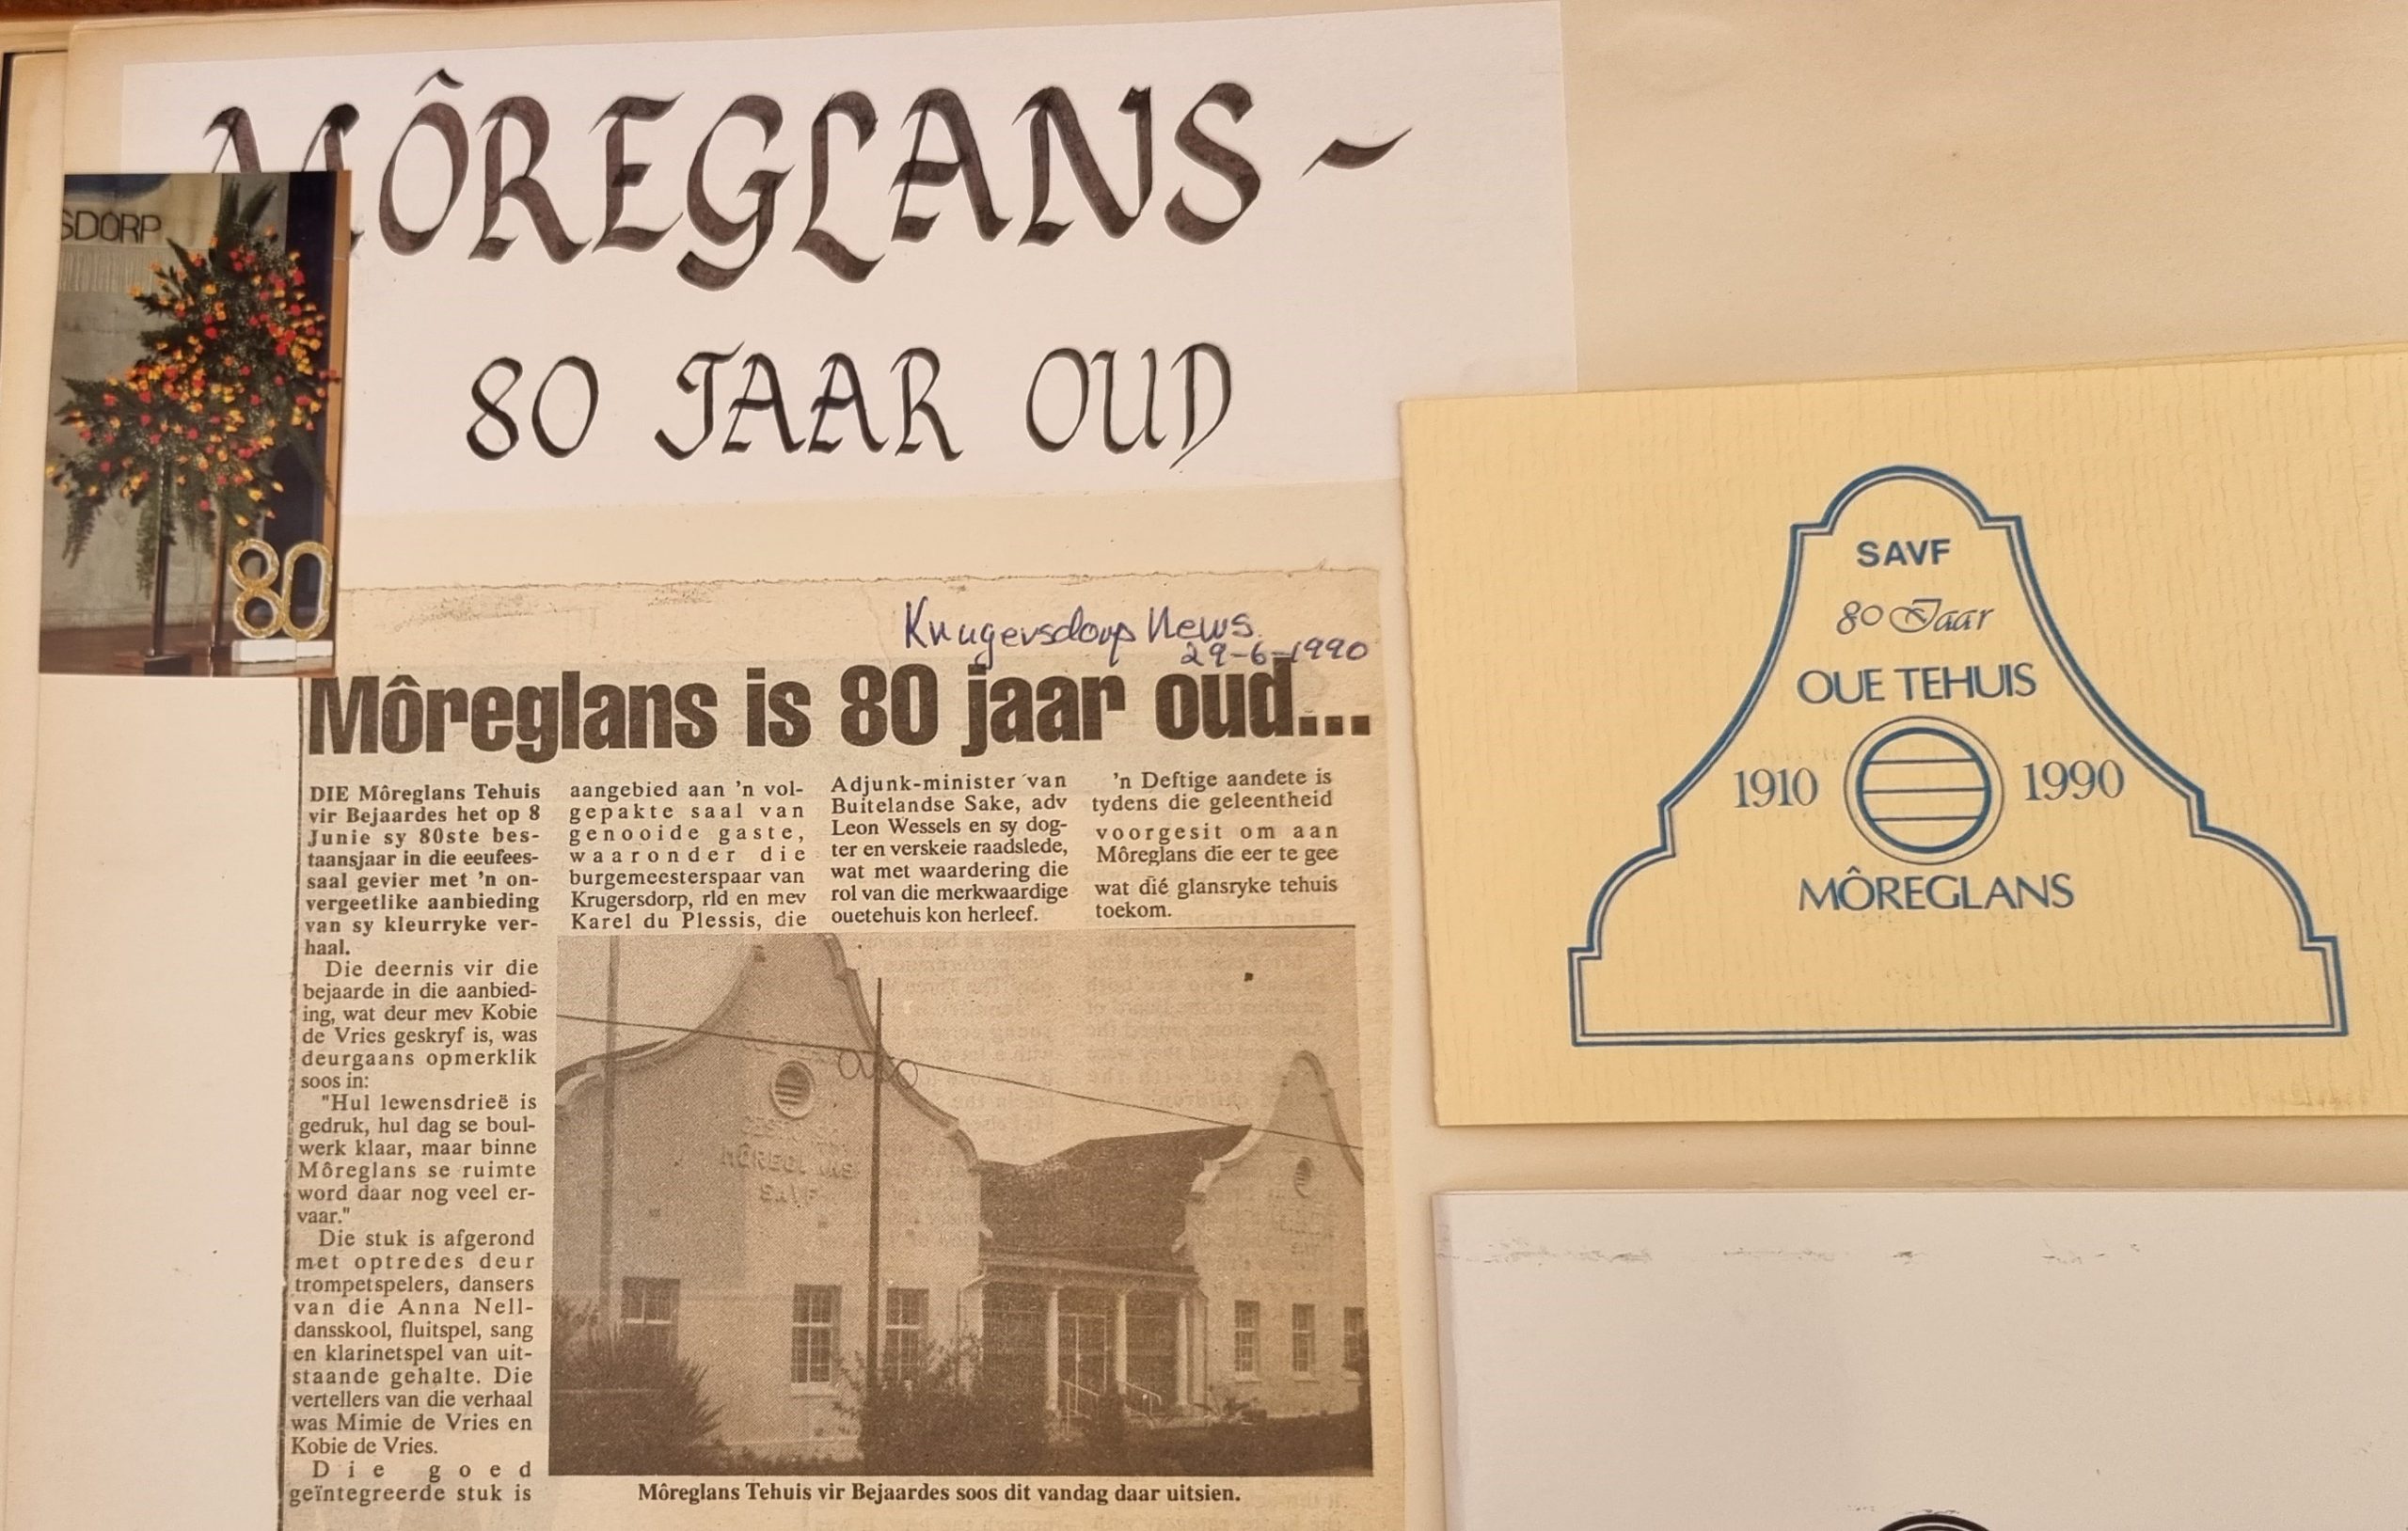 MÔREGLANS -
80 JAAR OUD
SDORP
80
Krugersdorp News
29-6-1990
Môreglans is 80 jaar oud...
DIE Môreglans Tehuis
vir Bejaardes het op 8
Junie sy 80ste bes-
taansjaar in die eeufees-
saal gevier met 'n on-
vergeetlike aanbieding
van sy kleurryke ver-
haal.
Die deernis vir die
bejaarde in die aanbied-
ing, wat deur mev Kobie
de Vries geskryf is, was
deurgaans opmerklik
soos in:
"Hul lewensdrieë is
gedruk, hul dag se boul-
werk klaar, maar binne
Môreglans se ruimte
word daar nog veel er-
vaar."
Die stuk is afgerond
met optredes deur
trompetspelers, dansers
van die Anna Nell-
dansskool, fluitspel, sang
en klarinetspel van uit-
staande gehalte. Die
vertellers van die verhaal
was Mimie de Vries en
Kobie de Vries.
Die goed
geïntegreerde stuk is
aangebied aan 'n vol-
gepakte saal van
genooide gaste,
waaronder die
burgemeesterspaar van
Krugersdorp, rld en mev
Karel du Plessis, die
Adjunk-minister van
Buitelandse Sake, adv
Leon Wessels en sy dog-
ter en verskeie raadslede,
wat met waardering die
rol van die merkwaardige
ouetehuis kon herleef.
'n Deftige aandete is
tydens die geleentheid
voorgesit om aan
Môreglans die eer te gee
wat dié glansryke tehuis
toekom.
MÔREGLANS
SAVF
Môreglans Tehuis vir Bejaardes soos dit vandag daar uitsien.
SAVF
80 Jaar
OUE TEHUIS
1910 1990
MÔREGLANS